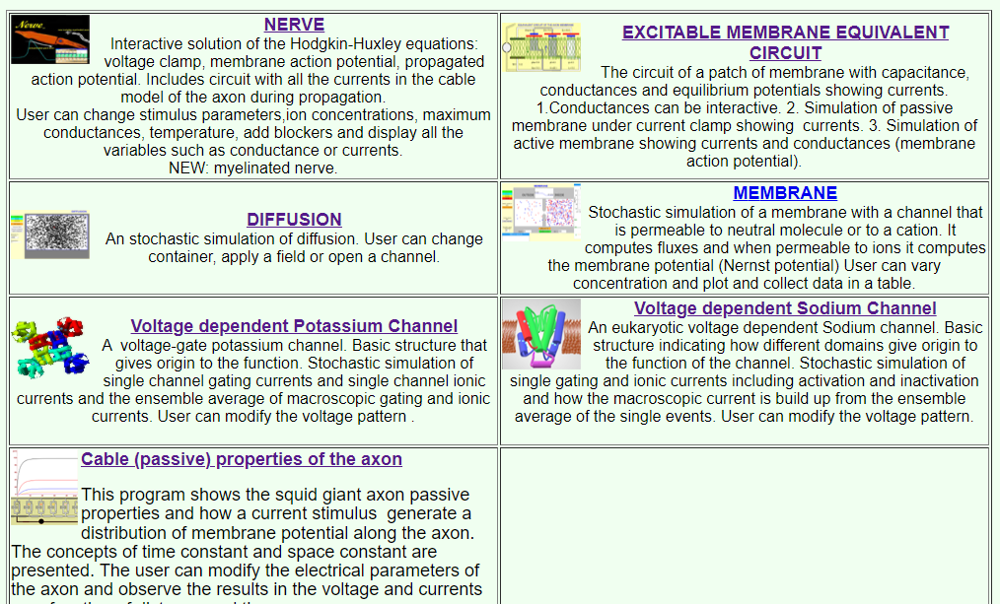 Nerve
NERVE
Interactive solution of the Hodgkin-Huxley equations:
voltage clamp, membrane action potential, propagated
action potential. Includes circuit with all the currents in the cable
model of the axon during propagation.
User can change stimulus parameters,ion concentrations, maximum
conductances, temperature, add blockers and display all the
variables such as conductance or currents.
NEW: myelinated nerve.
EXCITABLE MEMBRANE EQUIVALENT
CIRCUIT
The circuit of a patch of membrane with capacitance,
conductances and equilibrium potentials showing currents.
1.Conductances can be interactive. 2. Simulation of passive
membrane under current clamp showing  currents. 3. Simulation of
active membrane showing currents and conductances (membrane
action potential).
DIFFUSION
An stochastic simulation of diffusion. User can change
container, apply a field or open a channel.
MEMBRANE
Stochastic simulation of a membrane with a channel that
is permeable to neutral molecule or to a cation. It
computes fluxes and when permeable to ions it computes
the membrane potential (Nernst potential) User can vary
concentration and plot and collect data in a table.
Voltage dependent Potassium Channel
A  voltage-gate potassium channel. Basic structure that
gives origin to the function. Stochastic simulation of
single channel gating currents and single channel ionic
currents and the ensemble average of macroscopic gating and ionic
currents. User can modify the voltage pattern .
Voltage dependent Sodium Channel
An eukaryotic voltage dependent Sodium channel. Basic
structure indicating how different domains give origin to
the function of the channel. Stochastic simulation of
single gating and ionic currents including activation and inactivation
and how the macroscopic current is build up from the ensemble
average of the single events. User can modify the voltage pattern.
Cable (passive) properties of the axon
This program shows the squid giant axon passive
properties and how a current stimulus  generate a
distribution of membrane potential along the axon.
The concepts of time constant and space constant are
presented. The user can modify the electrical parameters of
the axon and observe the results in the voltage and currents